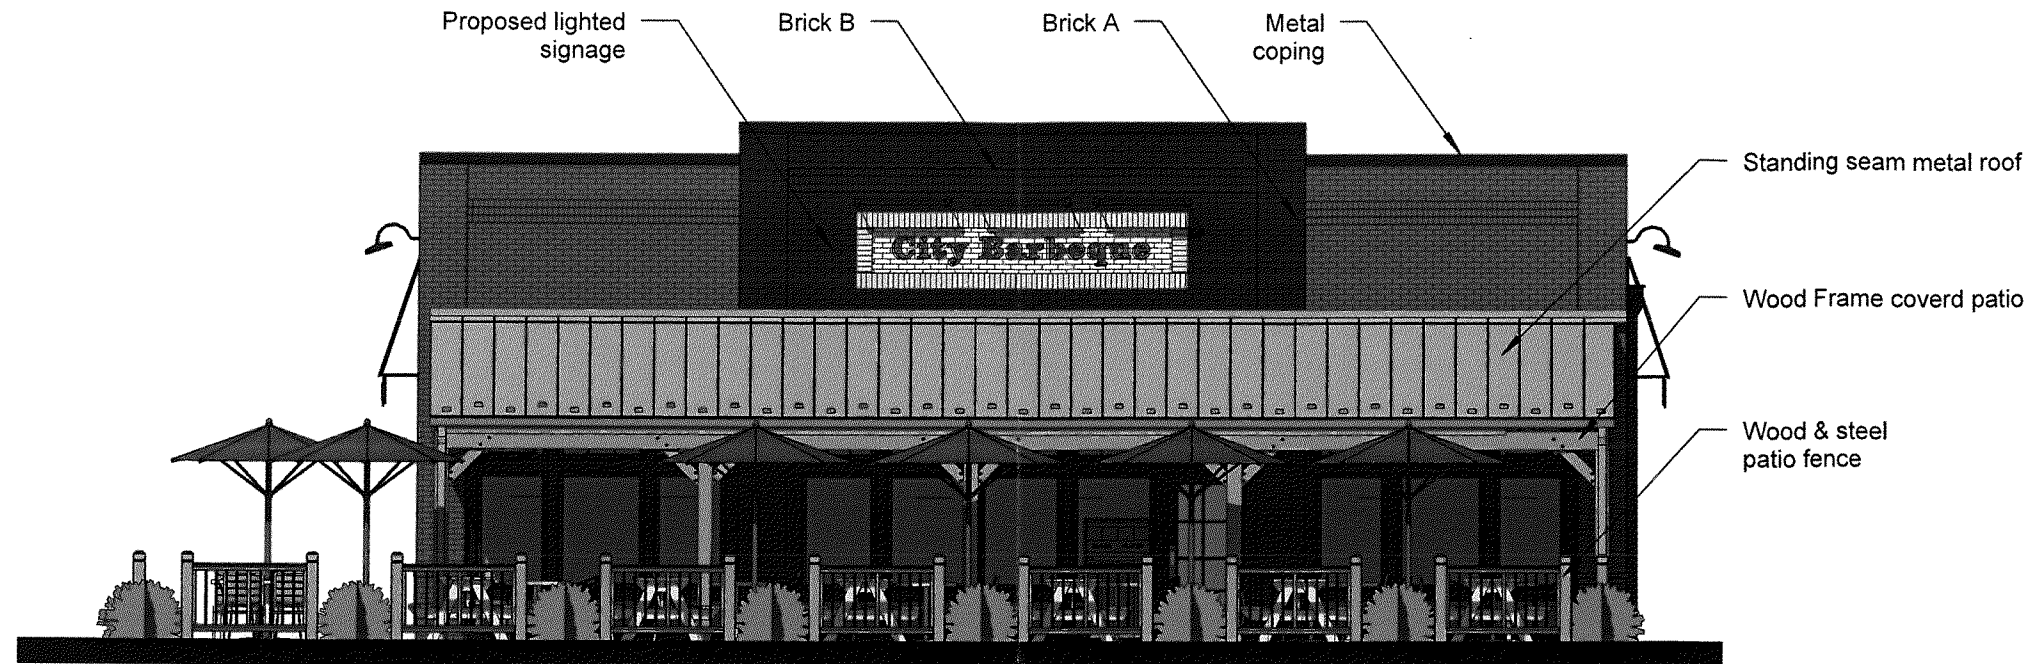 Proposed lighted
signage
Brick B
Brick A
Metal
coping
Standing seam metal roof
City Barbeque
Wood Frame coverd patio
Wood & steel
patio fence